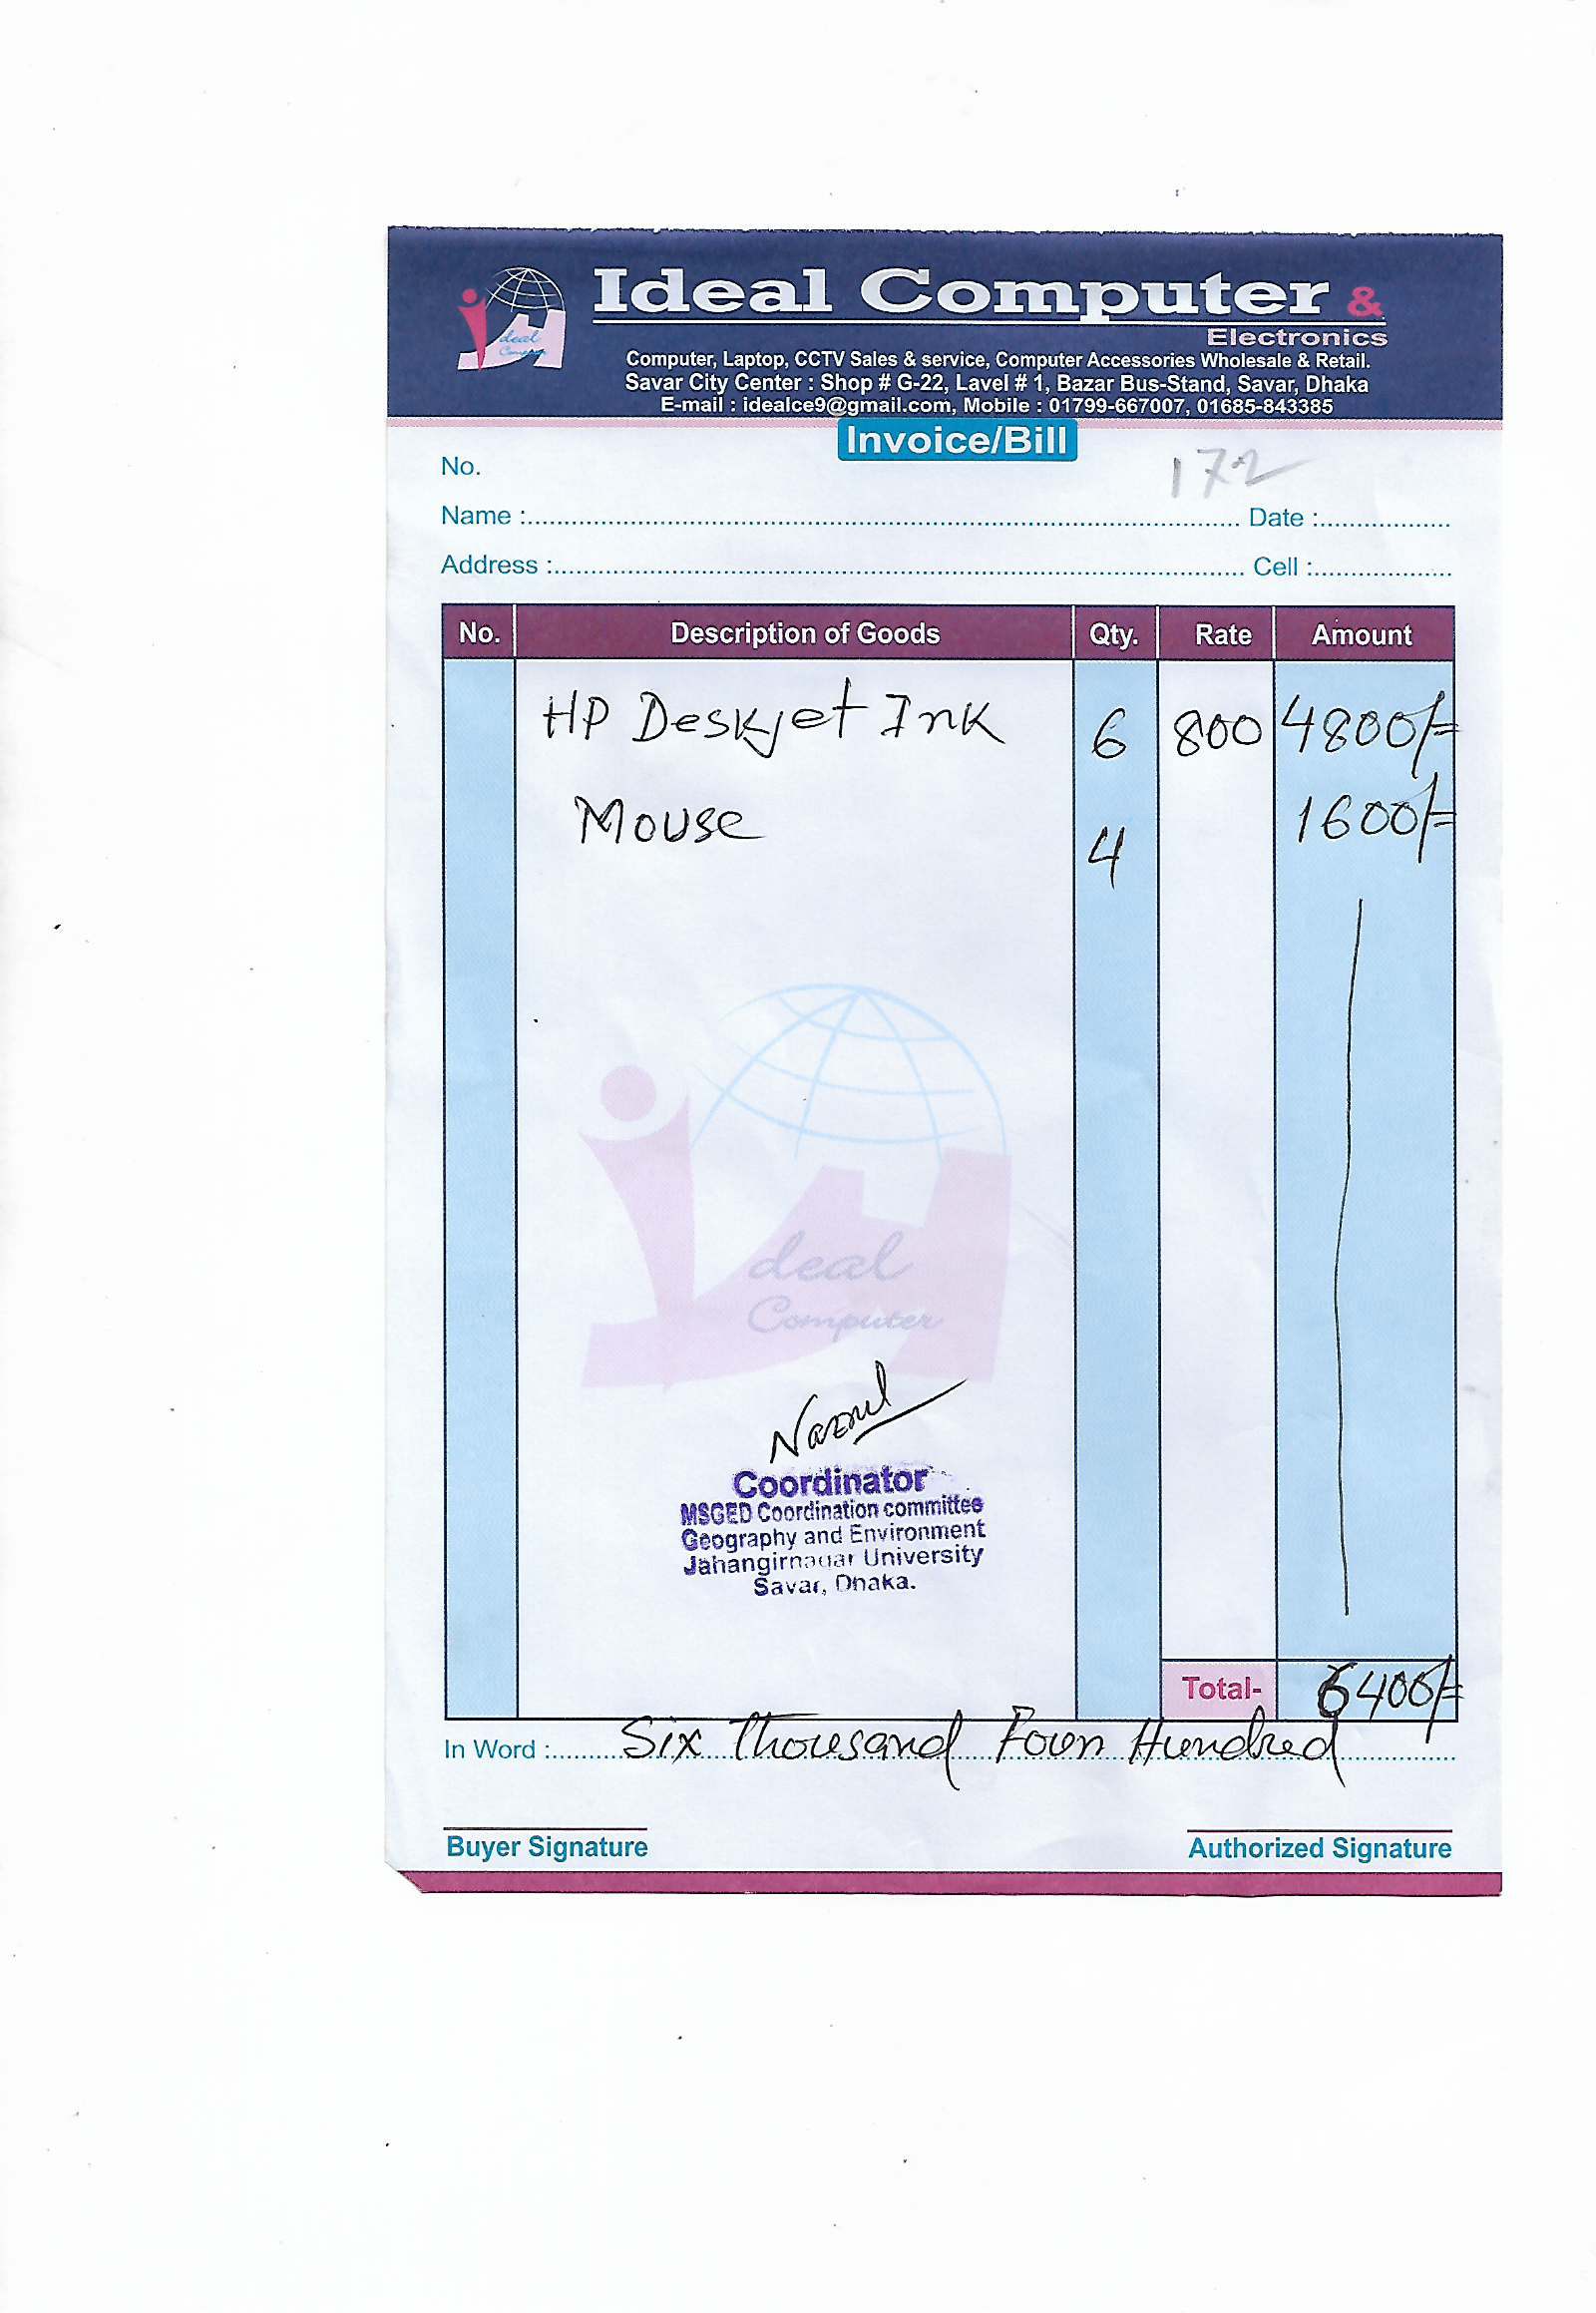 Ideal Computer &
Electronics
deal
Computer
Computer, Laptop, CCTV Sales & service, Computer Accessories Wholesale & Retail.
Savar City Center : Shop # G-22, Lavel # 1, Bazar Bus-Stand, Savar, Dhaka
E-mail : idealce9@gmail.com, Mobile : 01799-667007, 01685-843385
Invoice/Bill
No. 172
Name : Date :
Address : Cell :
No. Description of Goods Qty. Rate Amount
HP Deskjet Ink 6 800 4800/=
Mouse 4 1600/=
deal
Computer
Coordinator
MSGED Coordination committee
Geography and Environment
Jahangirnagar University
Savar, Dhaka.
Total- 6400/=
In Word : Six Thousand Four Hundred
Buyer Signature Authorized Signature